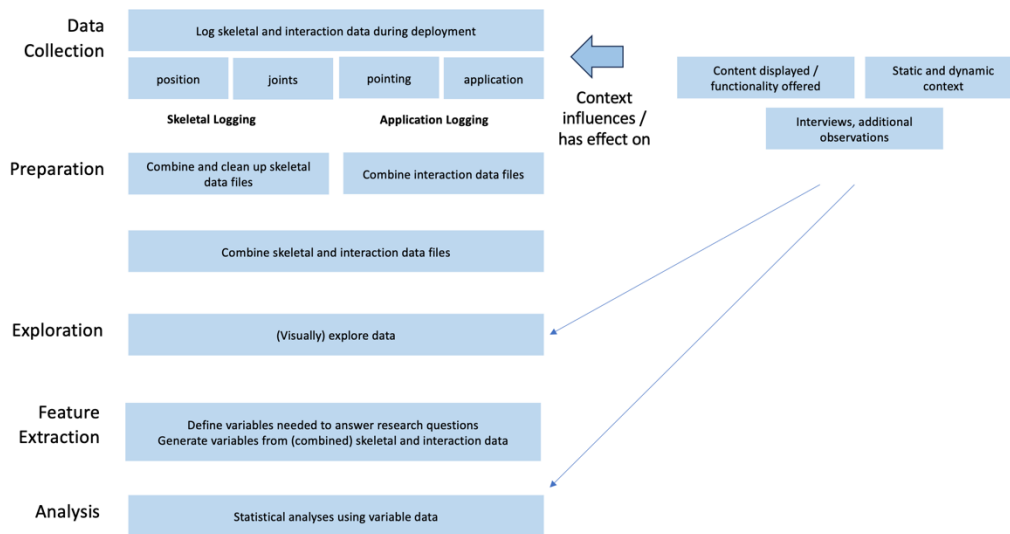 Data
Collection
Log skeletal and interaction data during deployment
position
joints
pointing
application
Skeletal Logging
Application Logging
Context
influences /
has effect on
Content displayed /
functionality offered
Static and dynamic
context
Interviews, additional
observations
Preparation
Combine and clean up skeletal
data files
Combine interaction data files
Combine skeletal and interaction data files
Exploration
(Visually) explore data
Feature
Extraction
Define variables needed to answer research questions
Generate variables from (combined) skeletal and interaction data
Analysis
Statistical analyses using variable data